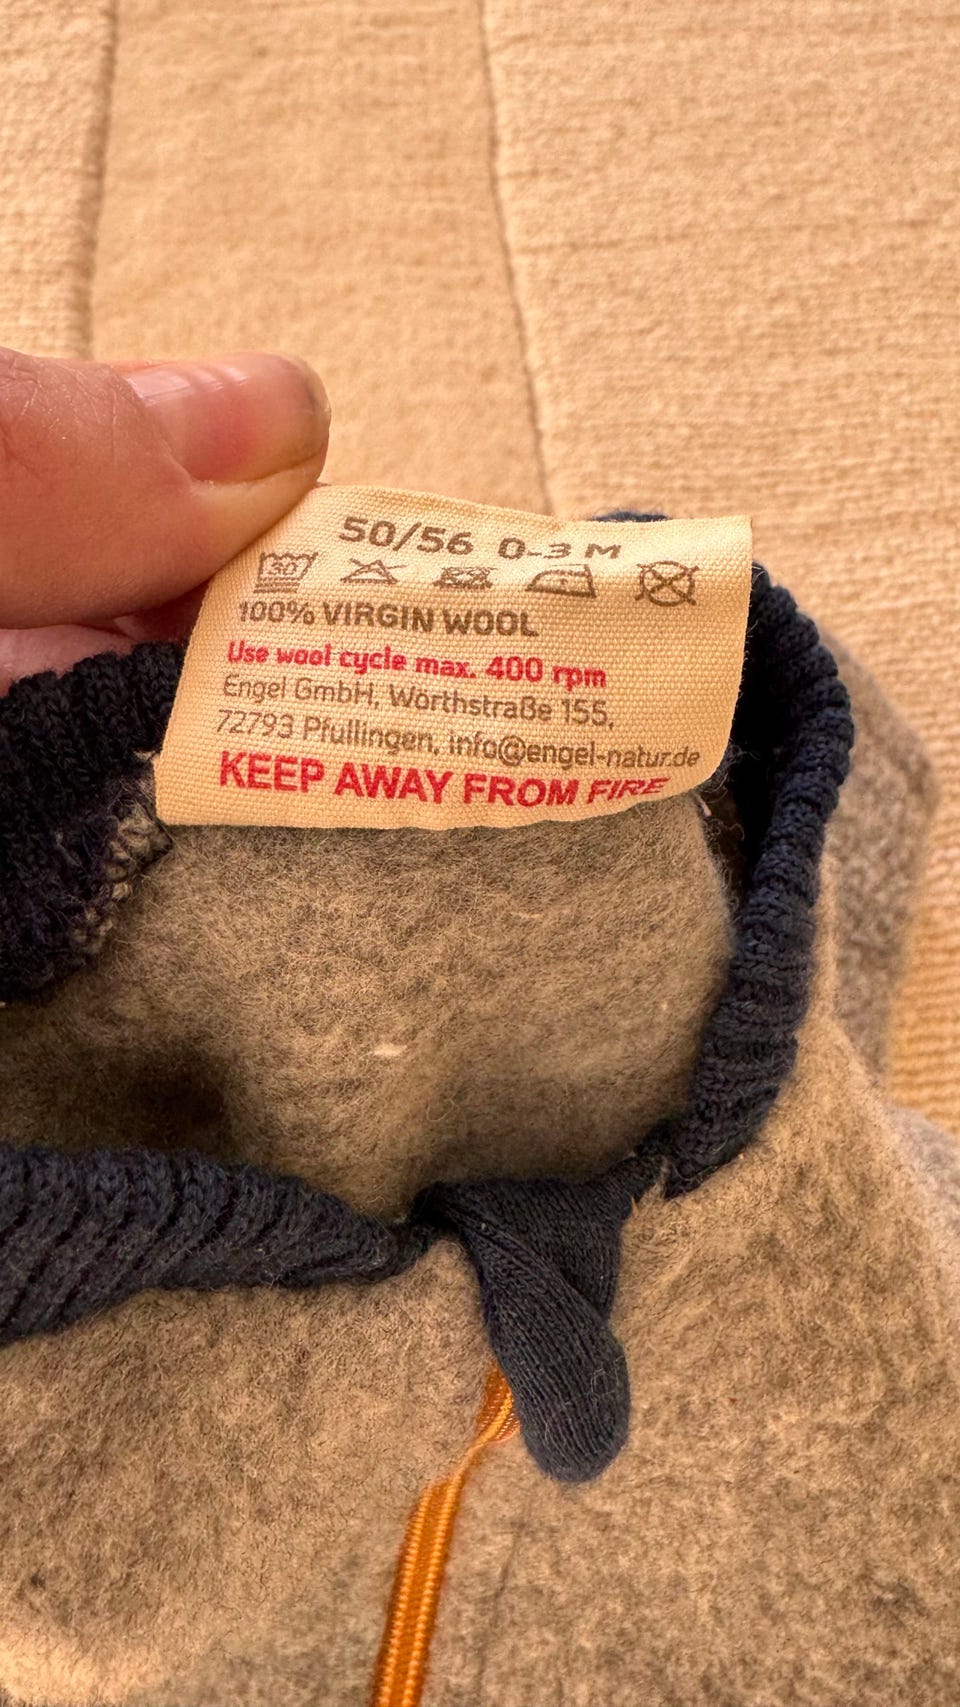 50/56 0-3 M
30
100% VIRGIN WOOL
Use wool cycle max. 400 rpm
Engel GmbH, Wörthstraße 155,
72793 Pfullingen, info@engel-natur.de
KEEP AWAY FROM FIRE